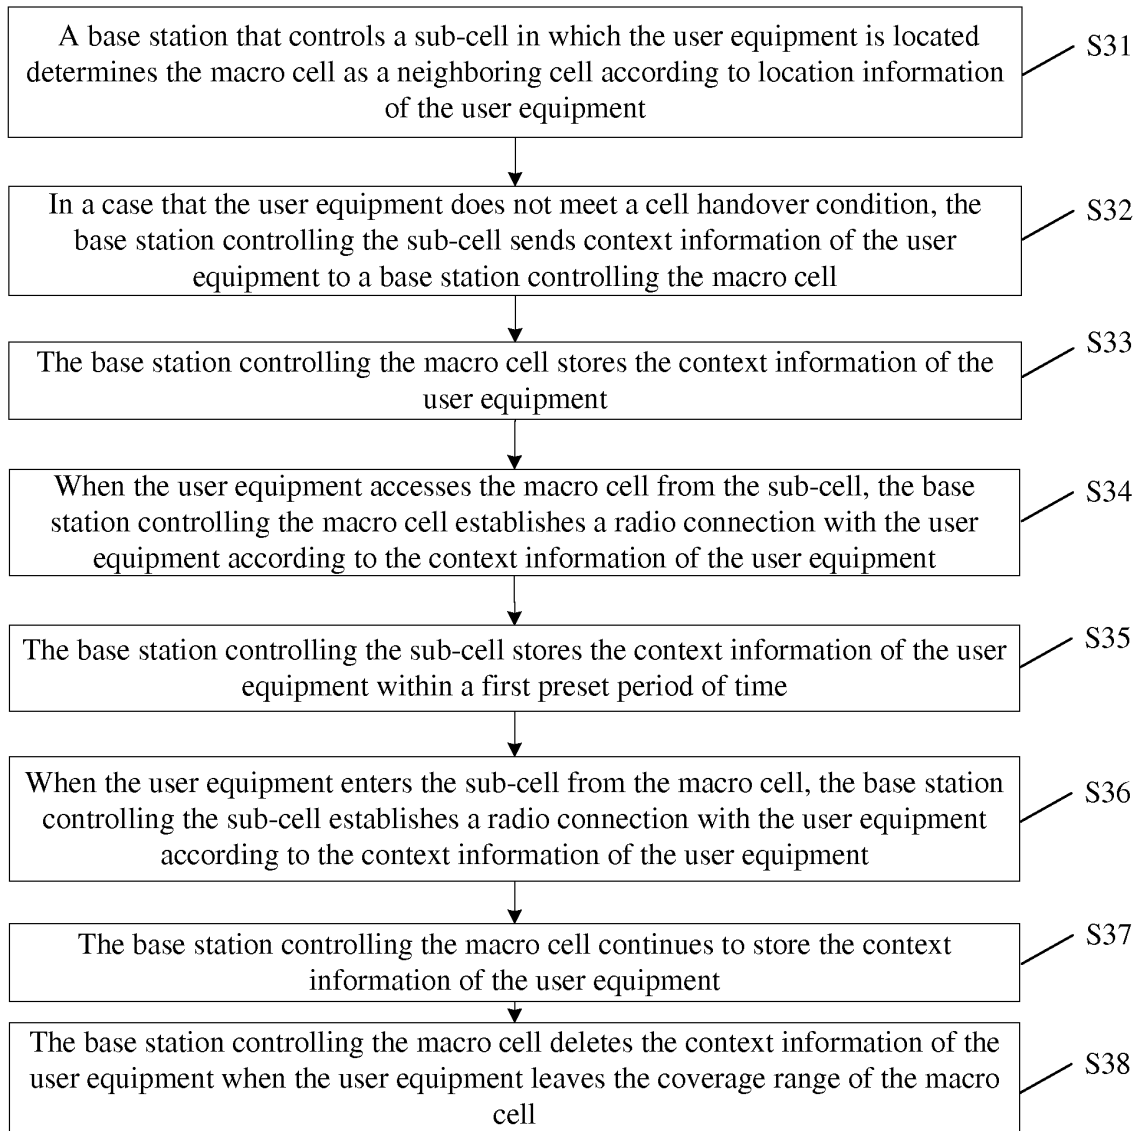 A base station that controls a sub-cell in which the user equipment is located
determines the macro cell as a neighboring cell according to location information
of the user equipment
S31
In a case that the user equipment does not meet a cell handover condition, the
base station controlling the sub-cell sends context information of the user
equipment to a base station controlling the macro cell
S32
The base station controlling the macro cell stores the context information of the
user equipment
S33
When the user equipment accesses the macro cell from the sub-cell, the base
station controlling the macro cell establishes a radio connection with the user
equipment according to the context information of the user equipment
S34
The base station controlling the sub-cell stores the context information of the user
equipment within a first preset period of time
S35
When the user equipment enters the sub-cell from the macro cell, the base station
controlling the sub-cell establishes a radio connection with the user equipment
according to the context information of the user equipment
S36
The base station controlling the macro cell continues to store the context
information of the user equipment
S37
The base station controlling the macro cell deletes the context information of the
user equipment when the user equipment leaves the coverage range of the macro
cell
S38